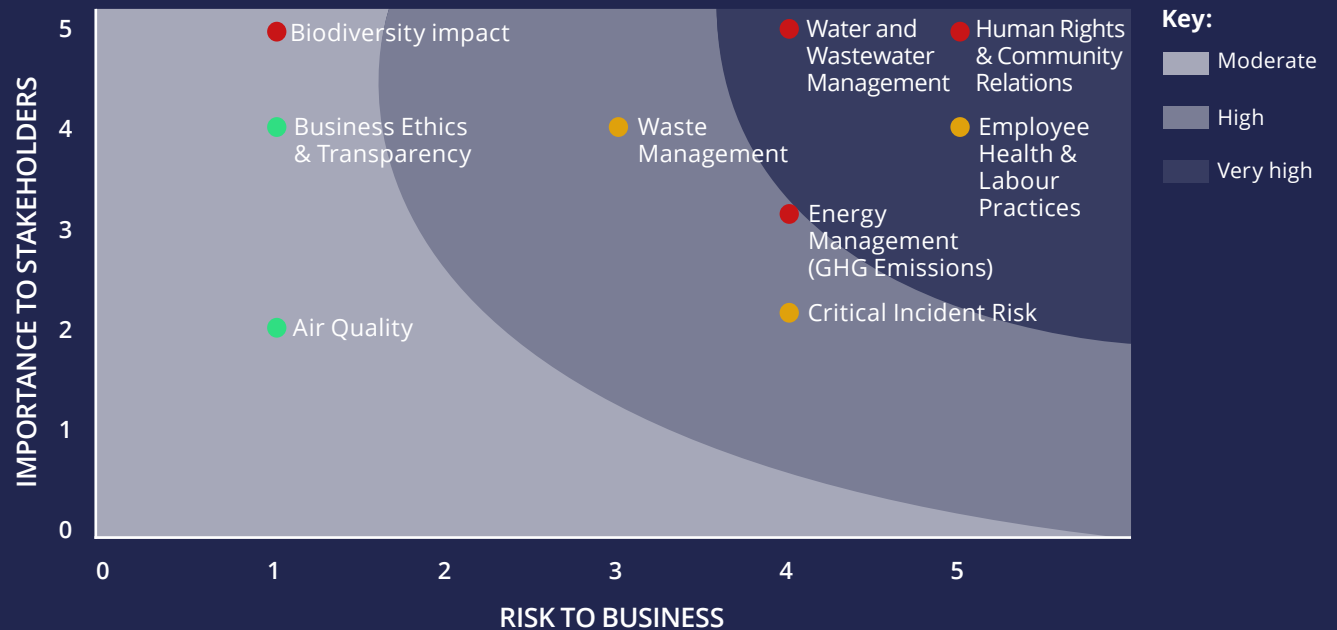 IMPORTANCE TO STAKEHOLDERS
5
4
3
2
1
0
Biodiversity impact
Water and
Wastewater
Management
Human Rights
& Community
Relations
Business Ethics
& Transparency
Waste
Management
Employee
Health &
Labour
Practices
Energy
Management
(GHG Emissions)
Critical Incident Risk
Air Quality
0 1 2 3 4 5
RISK TO BUSINESS
Key:
Moderate
High
Very high